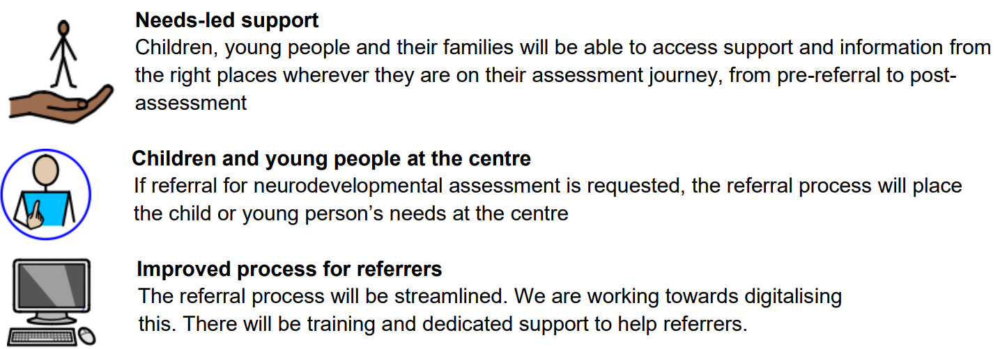 Needs-led support
Children, young people and their families will be able to access support and information from
the right places wherever they are on their assessment journey, from pre-referral to post-
assessment
Children and young people at the centre
If referral for neurodevelopmental assessment is requested, the referral process will place
the child or young person’s needs at the centre
Improved process for referrers
The referral process will be streamlined. We are working towards digitalising
this. There will be training and dedicated support to help referrers.